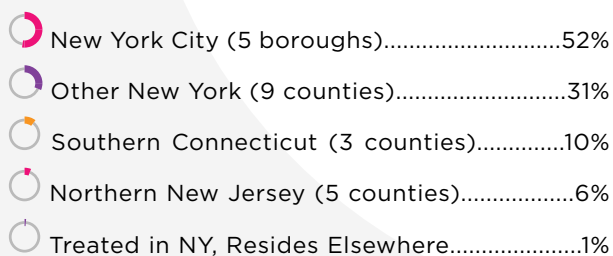 New York City (5 boroughs)............................52%
Other New York (9 counties)...........................31%
Southern Connecticut (3 counties)..............10%
Northern New Jersey (5 counties)..................6%
Treated in NY, Resides Elsewhere.....................1%